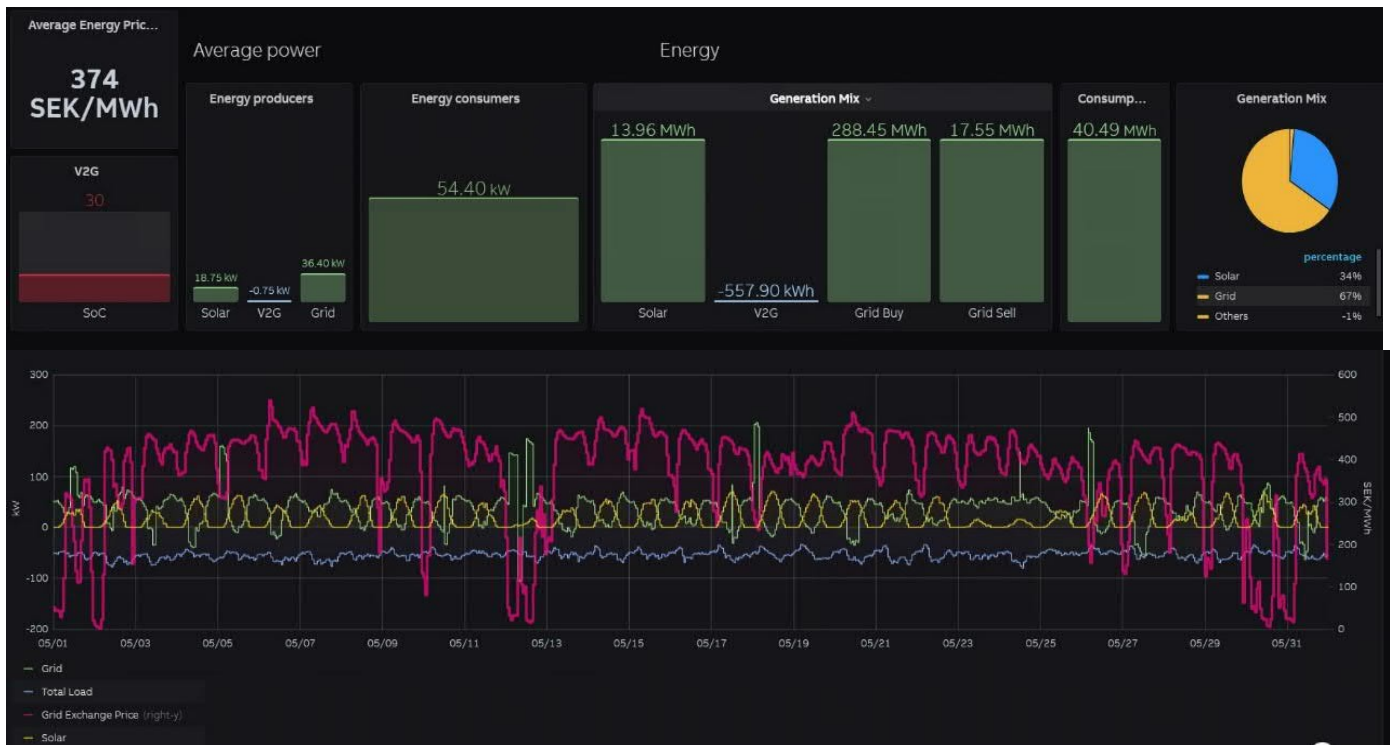 Average Energy Pric...
374
SEK/MWh
V2G
30
SoC
Average power
Energy
Energy producers
18.75 kW
-0.75 kW
36.40 kW
Solar V2G Grid
Energy consumers
54.40 kW
Generation Mix
13.96 MWh
-557.90 kWh
288.45 MWh
17.55 MWh
Solar V2G Grid Buy Grid Sell
Consump...
40.49 MWh
Generation Mix
percentage
Solar 34%
Grid 67%
Others -1%
300
200
100
0
-100
-200
kW
600
500
400
300
200
100
0
SEK/MWh
05/01 05/03 05/05 05/07 05/09 05/11 05/13 05/15 05/17 05/19 05/21 05/23 05/25 05/27 05/29 05/31
Grid
Total Load
Grid Exchange Price (right-y)
Solar